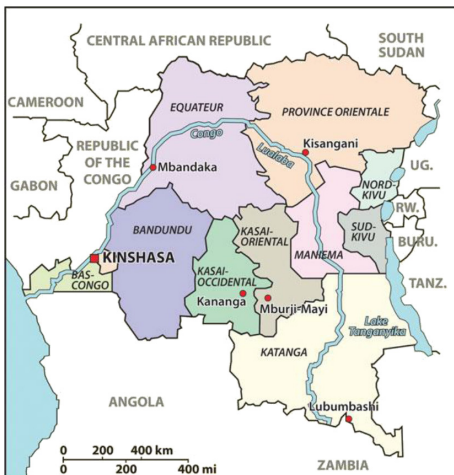 CENTRAL AFRICAN REPUBLIC
SOUTH
SUDAN
CAMEROON
EQUATEUR
PROVINCE ORIENTALE
Congo
Lualaba
Kisangani
REPUBLIC
OF THE
CONGO
Mbandaka
GABON
UG.
NORD-
KIVU
RW.
BANDUNDU
KASAI-
ORIENTAL
MANIEMA
SUD-
KIVU
BURU.
KINSHASA
BAS-
CONGO
KASAI-
OCCIDENTAL
TANZ.
Kananga
Mburji-Mayi
Lake
Tanganyika
KATANGA
ANGOLA
Lubumbashi
0 200 400 km
0 200 400 mi
ZAMBIA